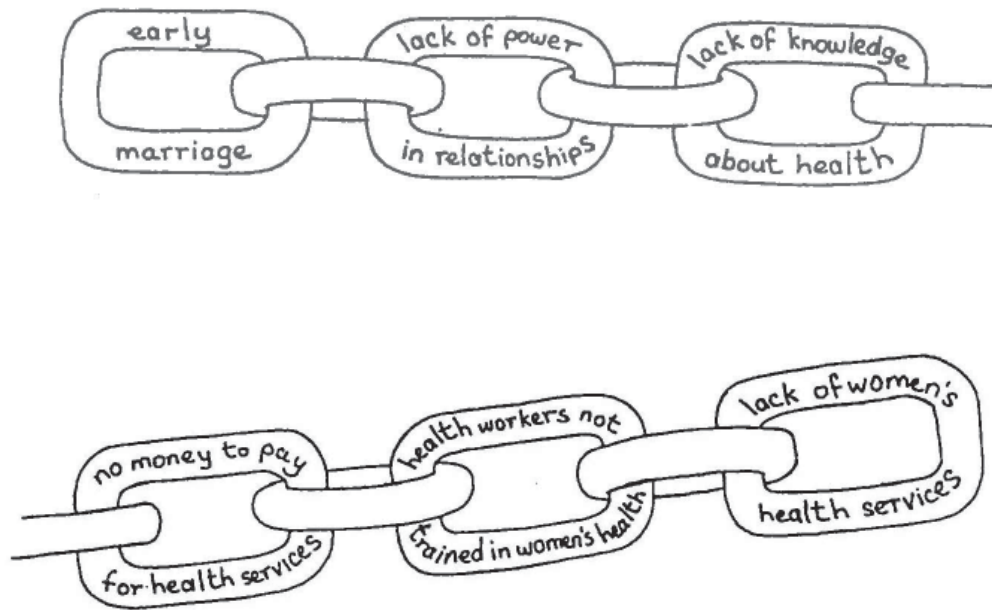 early
marriage
lack of power
in relationships
lack of knowledge
about health
no money to pay
for health services
health workers not
trained in women's health
lack of women's
health services